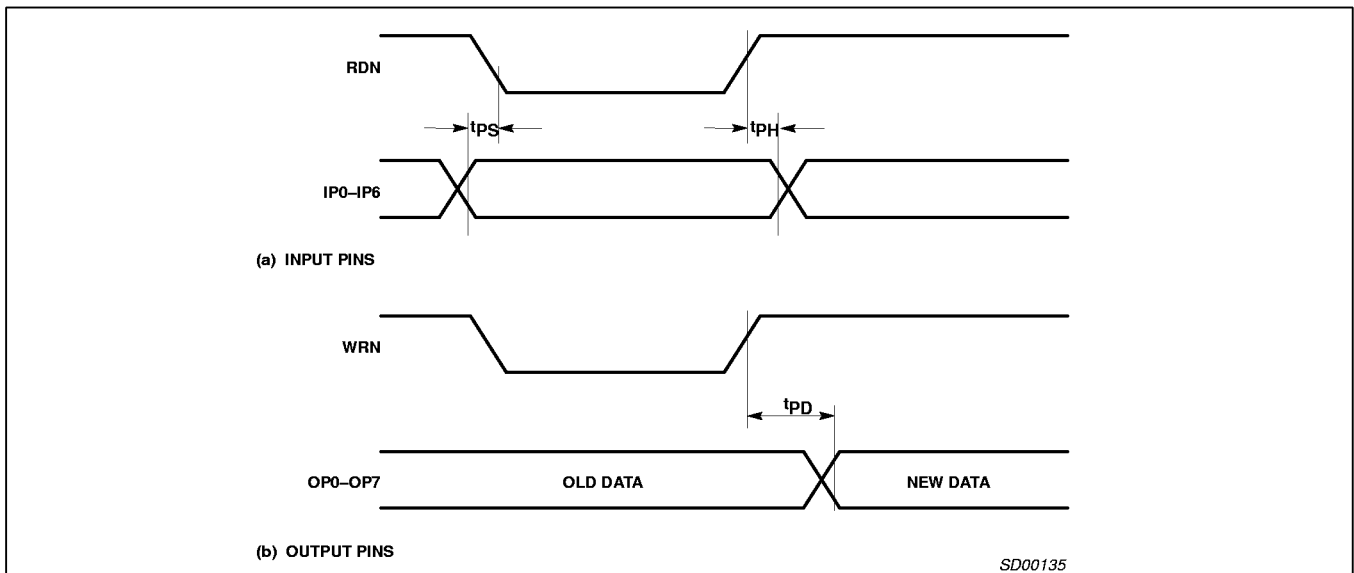 RDN
tPS
tPH
IP0–IP6
(a) INPUT PINS
WRN
tPD
OP0–OP7
OLD DATA
NEW DATA
(b) OUTPUT PINS
SD00135